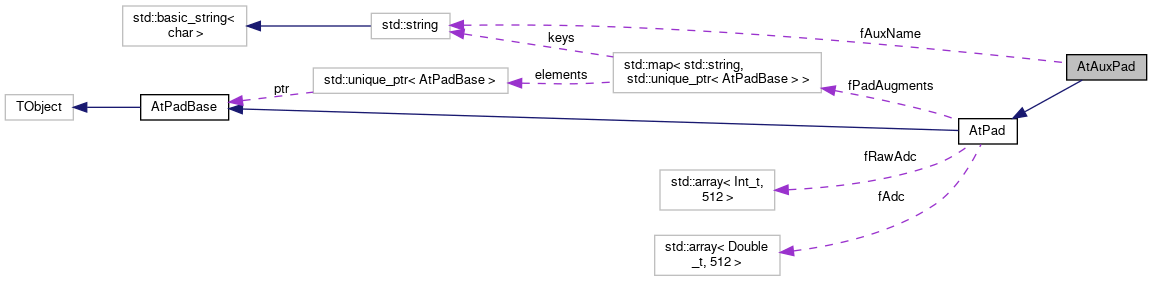 std::basic_string<
char >
std::string
fAuxName
keys
AtAuxPad
std::map< std::string,
std::unique_ptr< AtPadBase > >
std::unique_ptr< AtPadBase >
elements
ptr
fPadAugments
TObject
AtPadBase
AtPad
fRawAdc
std::array< Int_t,
512 >
fAdc
std::array< Double
_t, 512 >